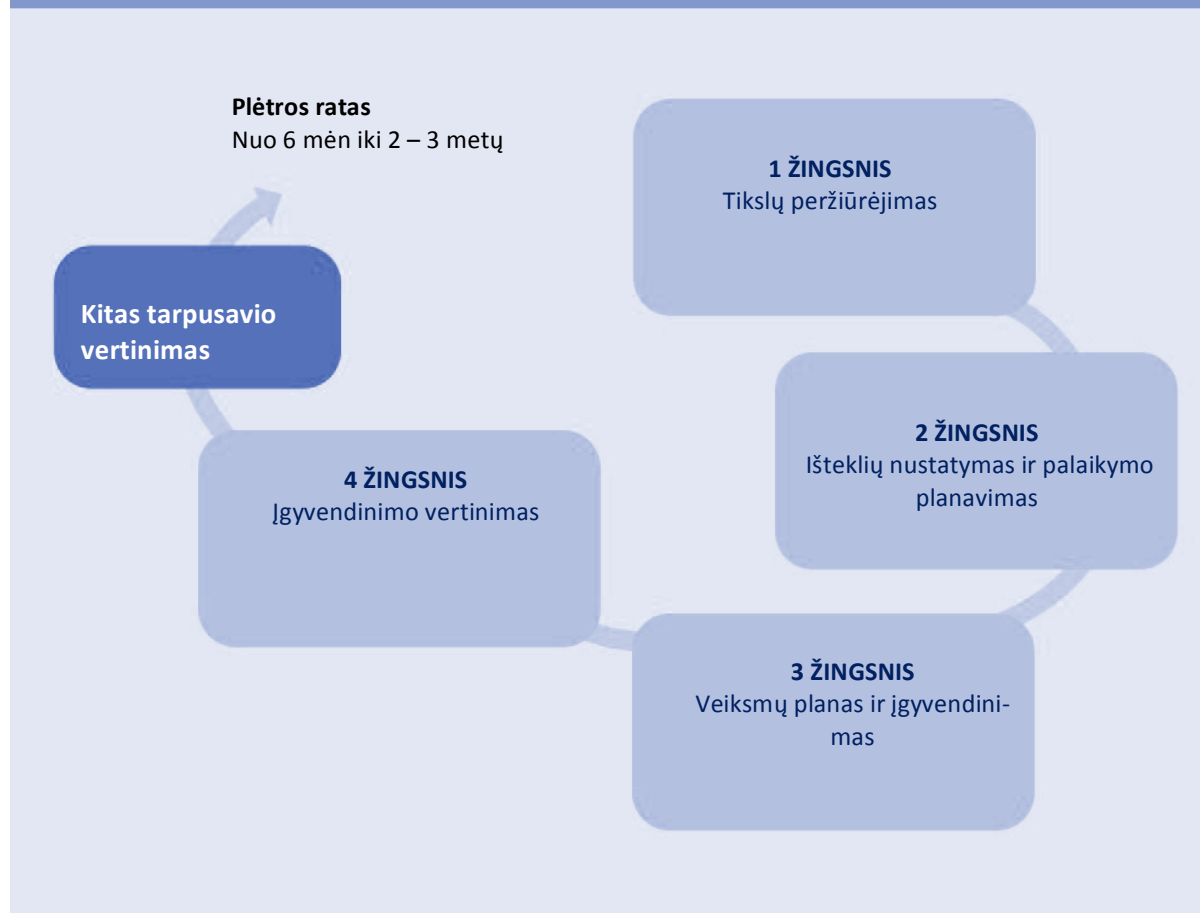 Plėtros ratas
Nuo 6 mėn iki 2 – 3 metų
1 ŽINGSNIS
Tikslų peržiūrėjimas
2 ŽINGSNIS
Išteklių nustatymas ir palaikymo
planavimas
3 ŽINGSNIS
Veiksmų planas ir įgyvendini-
mas
4 ŽINGSNIS
Įgyvendinimo vertinimas
Kitas tarpusavio
vertinimas